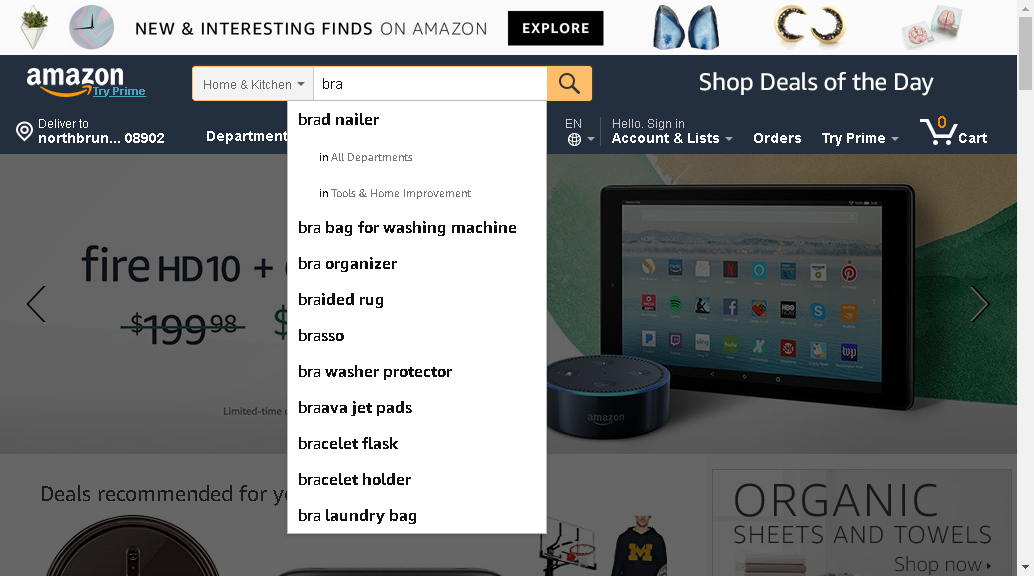 NEW & INTERESTING FINDS ON AMAZON
EXPLORE
amazon
Try Prime
Home & Kitchen
bra
Shop Deals of the Day
Deliver to
northbrun... 08902
Department
EN
Hello. Sign in
Account & Lists
Orders
Try Prime
0
Cart
brad nailer
in All Departments
in Tools & Home Improvement
bra bag for washing machine
bra organizer
braided rug
brasso
bra washer protector
braava jet pads
bracelet flask
bracelet holder
bra laundry bag
fire HD 10 +
$199 98
$
Limited-time
amazon
Deals recommended for
ORGANIC
SHEETS AND TOWELS
Shop now